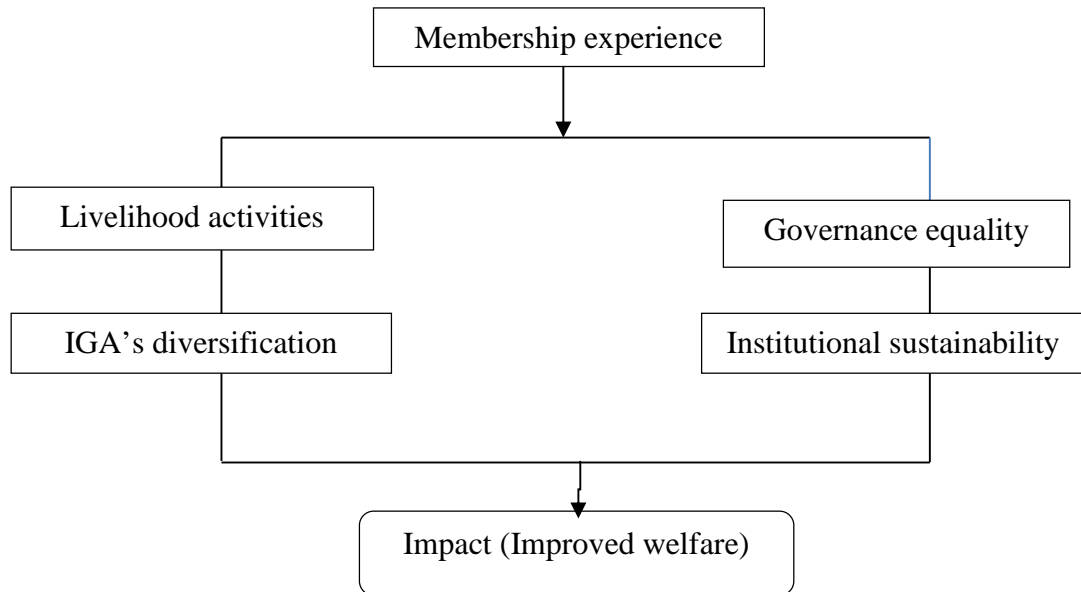 Membership experience
Livelihood activities
Governance equality
IGA’s diversification
Institutional sustainability
Impact (Improved welfare)